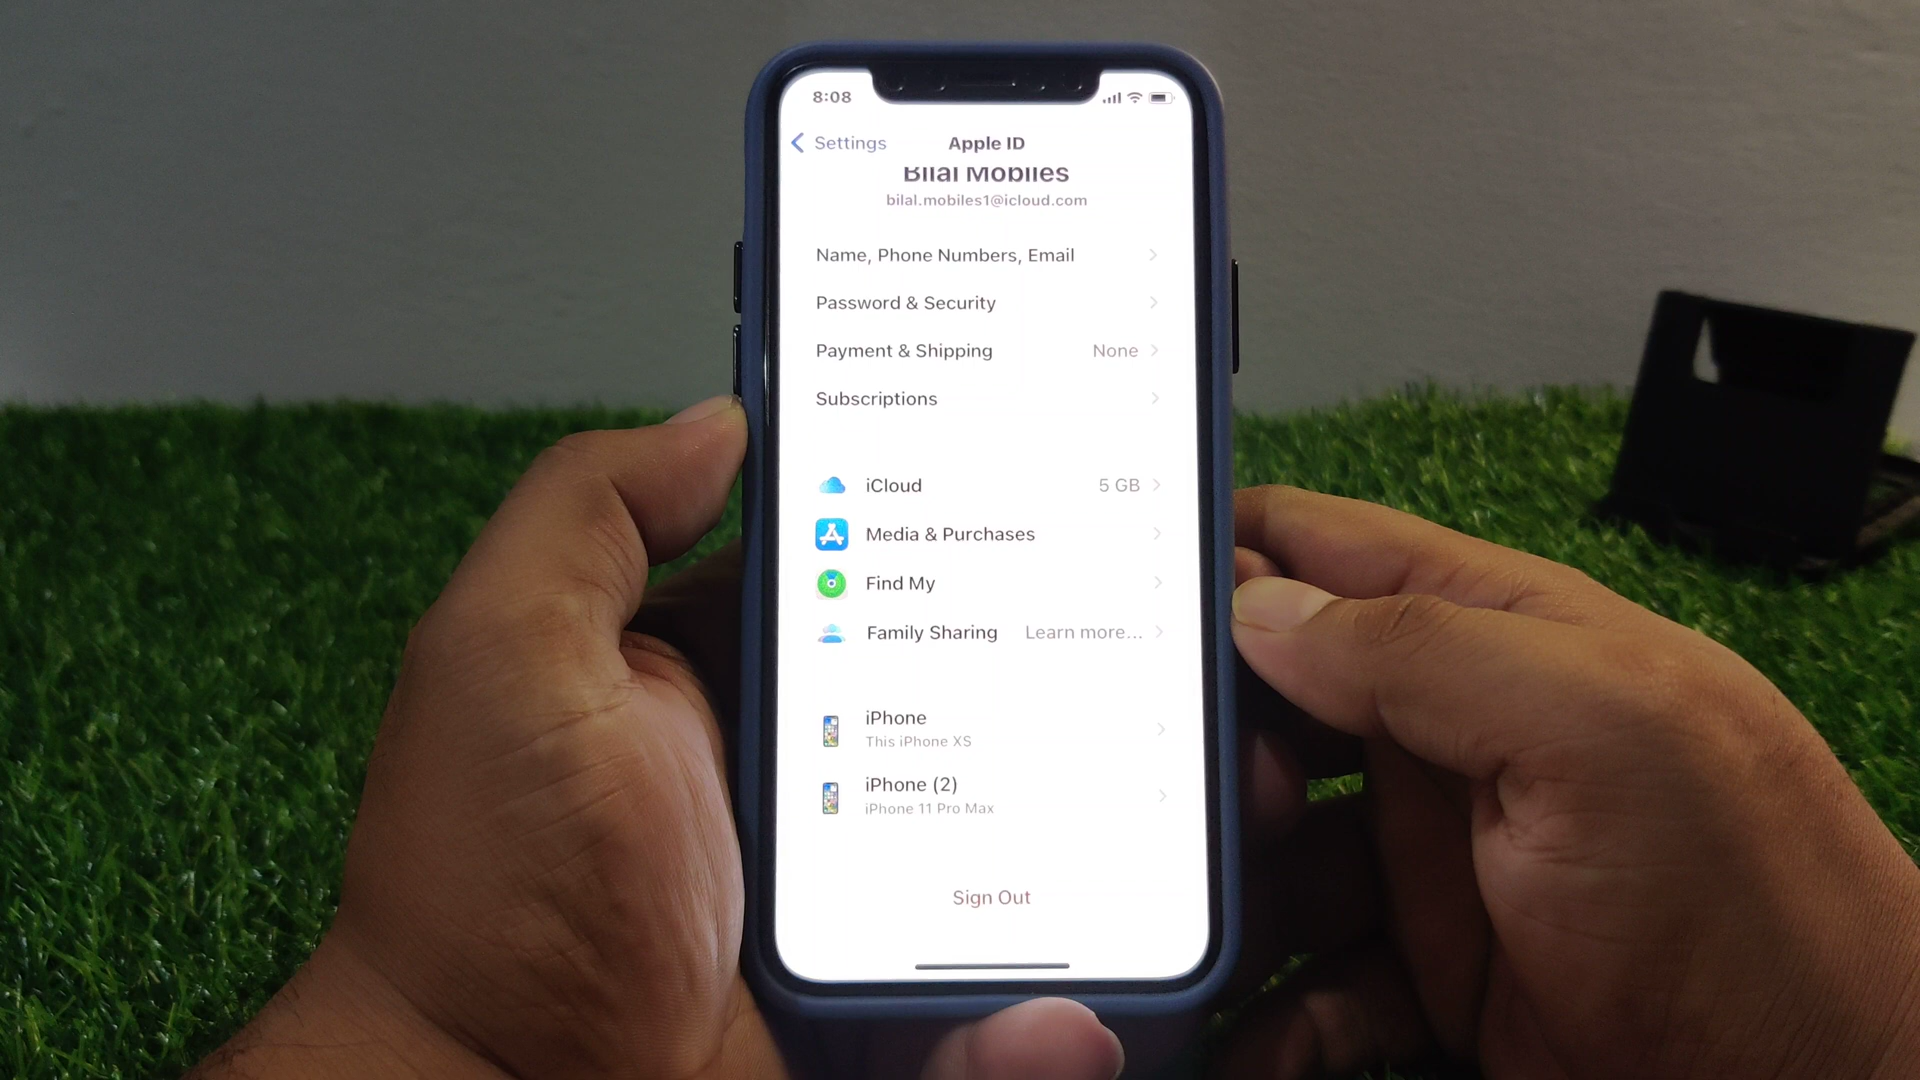 8:08
Settings Apple ID
Bilal Mobiles
bilal.mobiles1@icloud.com
Name, Phone Numbers, Email
Password & Security
Payment & Shipping None
Subscriptions
iCloud 5 GB
Media & Purchases
Find My
Family Sharing Learn more...
iPhone
This iPhone XS
iPhone (2)
iPhone 11 Pro Max
Sign Out